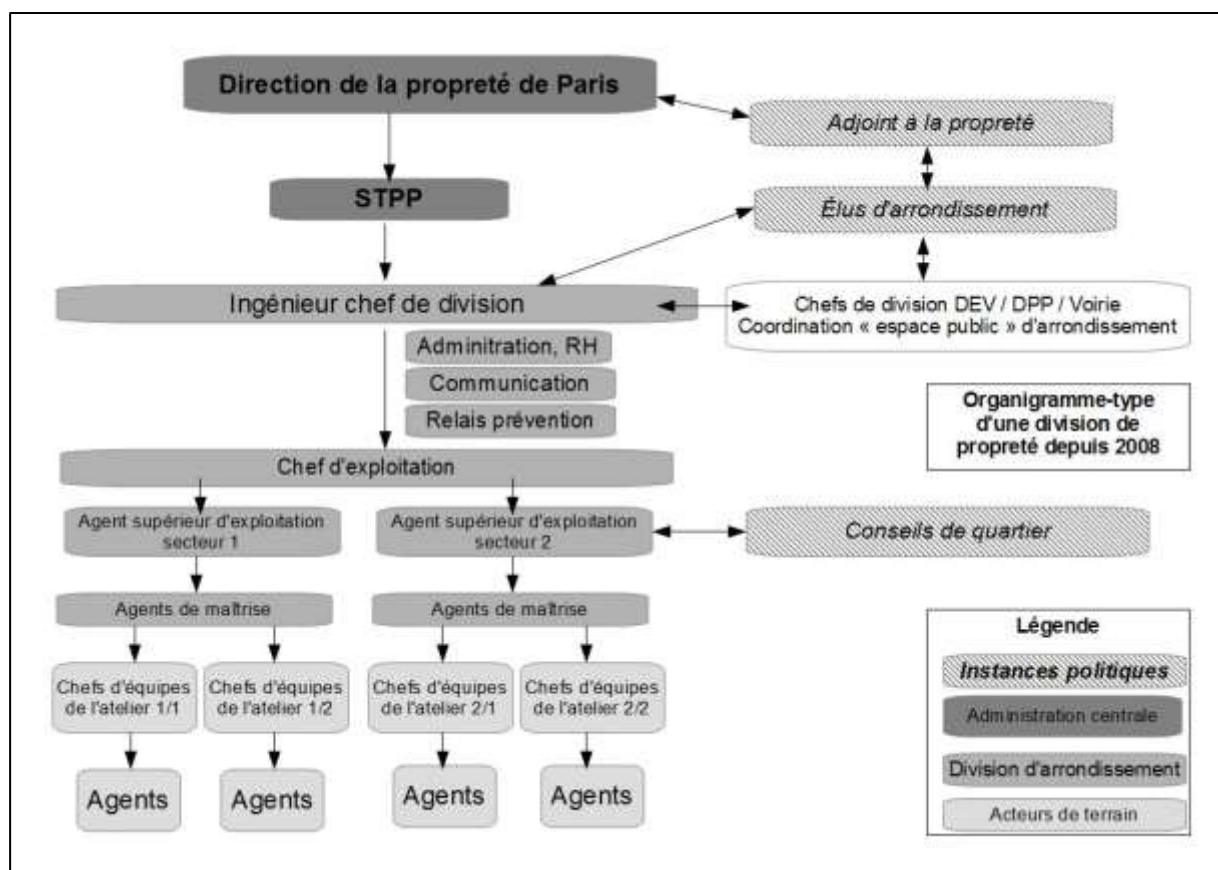 Direction de la propreté de Paris
Adjoint à la propreté
STPP
Élus d'arrondissement
Ingénieur chef de division
Chefs de division DEV / DPP / Voirie
Coordination « espace public » d'arrondissement
Adminitration, RH
Communication
Relais prévention
Organigramme-type
d'une division de
propreté depuis 2008
Chef d'exploitation
Agent supérieur d'exploitation
secteur 1
Agent supérieur d'exploitation
secteur 2
Conseils de quartier
Agents de maîtrise
Agents de maîtrise
Chefs d'équipes
de l'atelier 1/1
Chefs d'équipes
de l'atelier 1/2
Chefs d'équipes
de l'atelier 2/1
Chefs d'équipes
de l'atelier 2/2
Agents
Agents
Agents
Agents
Légende
Instances politiques
Administration centrale
Division d'arrondissement
Acteurs de terrain